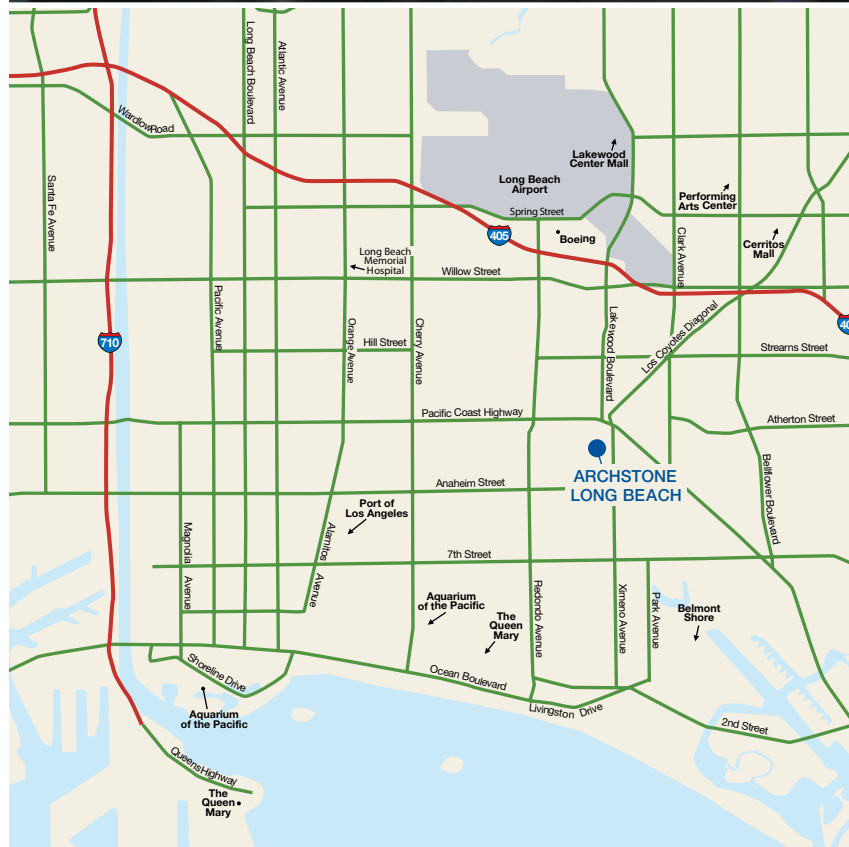 Long Beach Boulevard
Atlantic Avenue
Wardlow Road
Lakewood
Center Mall
Long Beach
Airport
Santa Fe Avenue
Performing
Arts Center
Spring Street
405
Boeing
Clark Avenue
Cerritos
Mall
Long Beach
Memorial
Hospital
Willow Street
Pacific Avenue
Lakewood Boulevard
Los Coyotes Diagonal
40
710
Orange Avenue
Cherry Avenue
Hill Street
Strearns Street
Pacific Coast Highway
Atherton Street
ARCHSTONE
LONG BEACH
Anaheim Street
Bellflower Boulevard
Port of
Los Angeles
Magnolia Avenue
Alamitos Avenue
7th Street
Redondo Avenue
Ximeno Avenue
Park Avenue
Aquarium
of the Pacific
The
Queen
Mary
Belmont
Shore
Shoreline Drive
Ocean Boulevard
Livingston Drive
2nd Street
Aquarium
of the Pacific
Queens Highway
The
Queen
Mary